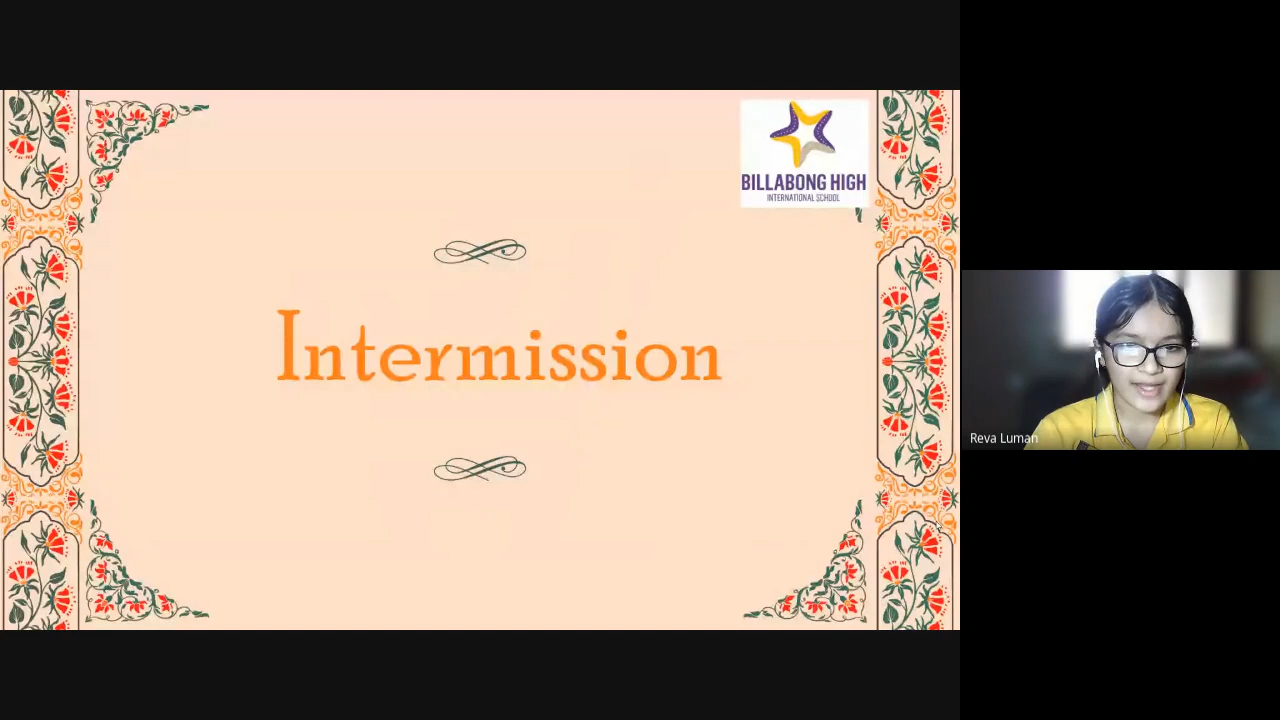 BILLABONG HIGH
INTERNATIONAL SCHOOL
Intermission
Reva Luman